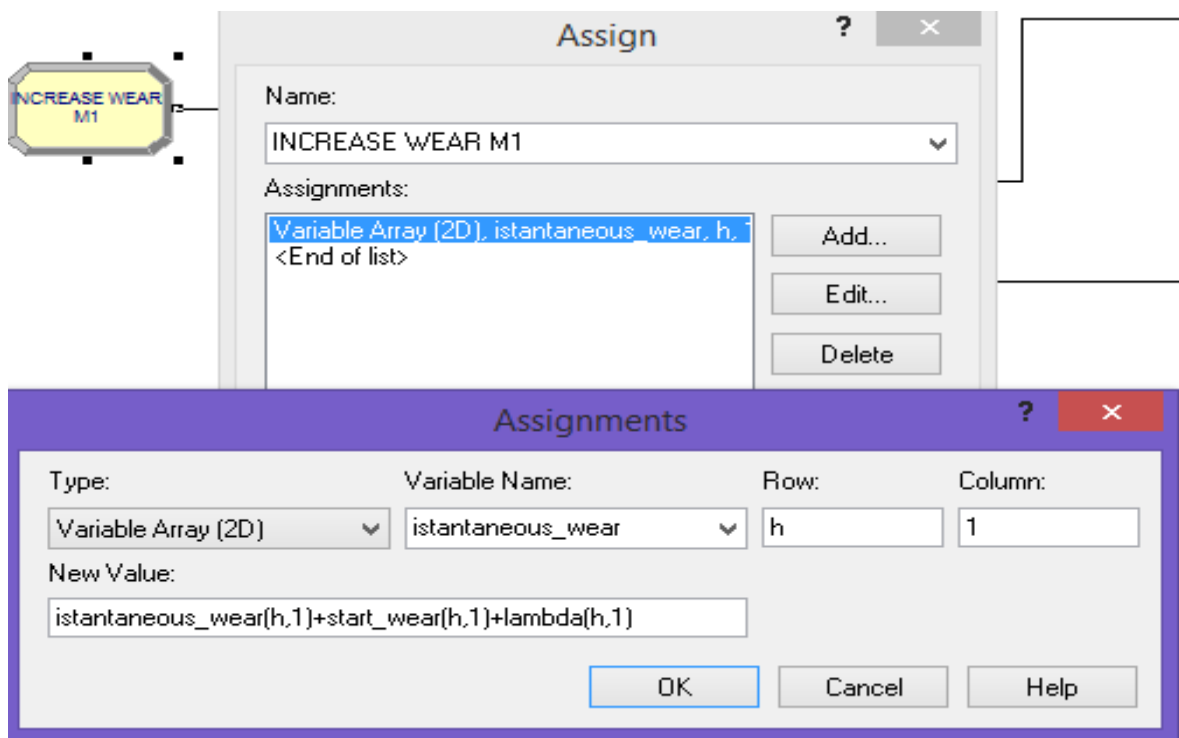 Assign
?
INCREASE WEAR
M1
Name:
INCREASE WEAR M1
Assignments:
Variable Array (2D), istantaneous_wear, h, 1
<End of list>
Add...
Edit...
Delete
Assignments
?
Type:
Variable Name:
Row:
Column:
Variable Array (2D)
istantaneous_wear
h
1
New Value:
istantaneous_wear(h,1)+start_wear(h,1)+lambda(h,1)
OK
Cancel
Help